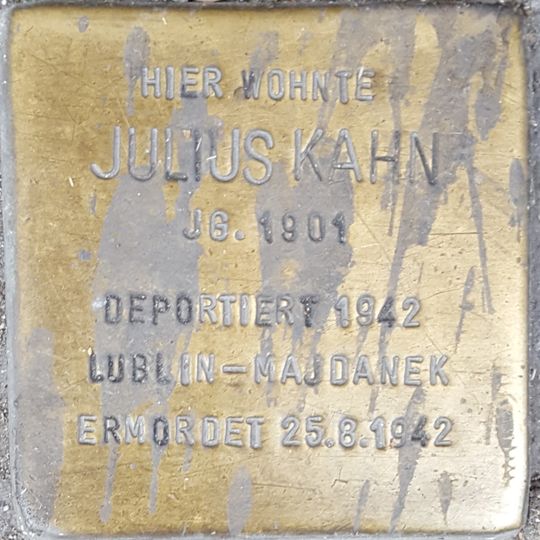 HIER WOHNTE
JULIUS KAHN
JG. 1901
DEPORTIERT 1942
LUBLIN-MAJDANEK
ERMORDET 25.8.1942